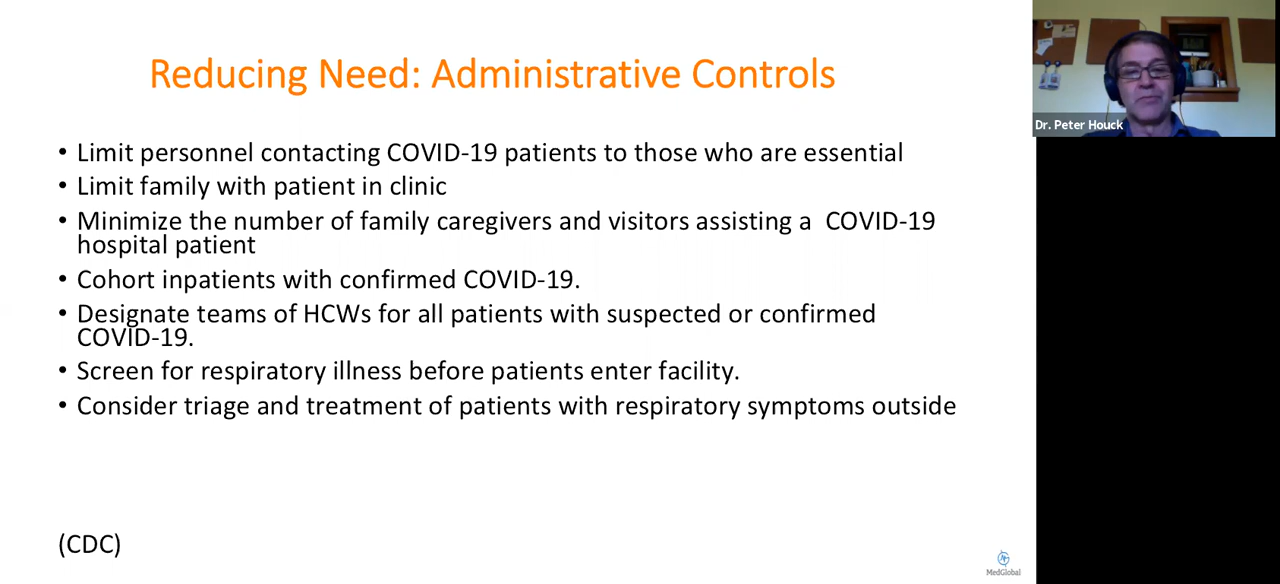 Reducing Need: Administrative Controls
• Limit personnel contacting COVID-19 patients to those who are essential
• Limit family with patient in clinic
• Minimize the number of family caregivers and visitors assisting a  COVID-19
hospital patient
• Cohort inpatients with confirmed COVID-19.
• Designate teams of HCWs for all patients with suspected or confirmed
COVID-19.
• Screen for respiratory illness before patients enter facility.
• Consider triage and treatment of patients with respiratory symptoms outside
(CDC)
MedGlobal
Dr. Peter Houck